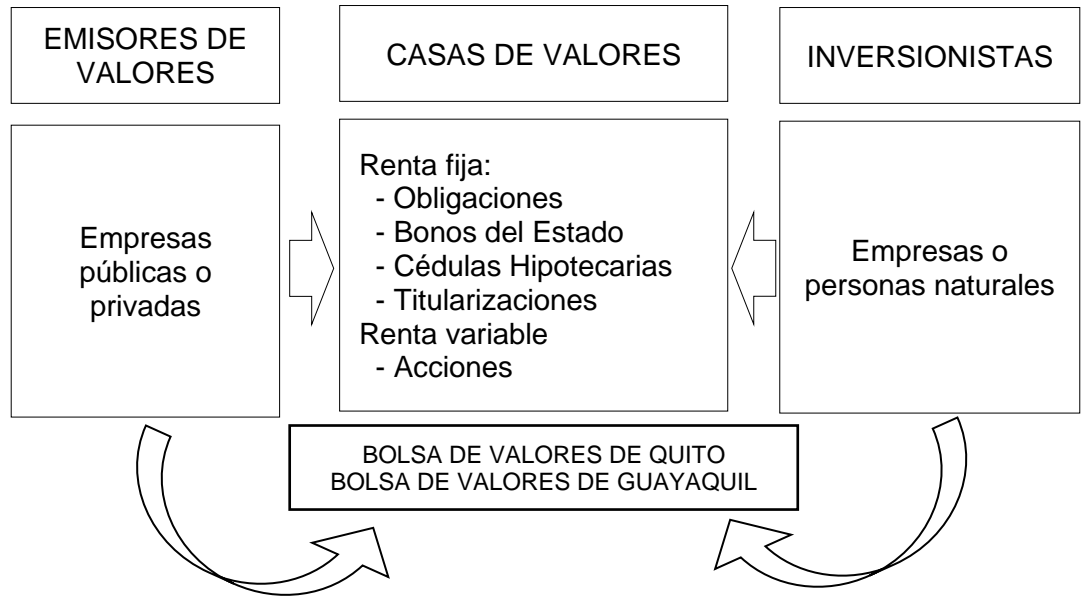 EMISORES DE
VALORES
CASAS DE VALORES
INVERSIONISTAS
Empresas
públicas o
privadas
Renta fija:
- Obligaciones
- Bonos del Estado
- Cédulas Hipotecarias
- Titularizaciones
Renta variable
- Acciones
Empresas o
personas naturales
BOLSA DE VALORES DE QUITO
BOLSA DE VALORES DE GUAYAQUIL